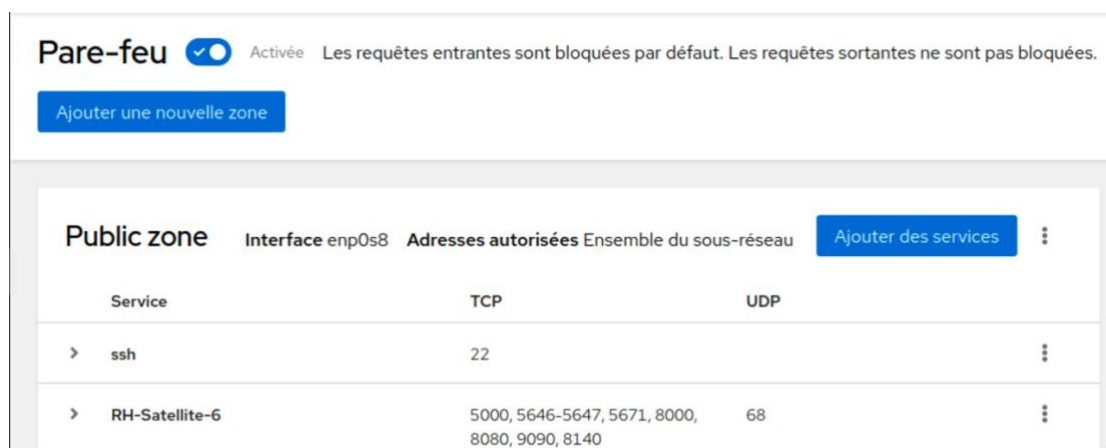 Pare-feu Activée Les requêtes entrantes sont bloquées par défaut. Les requêtes sortantes ne sont pas bloquées.
Ajouter une nouvelle zone
Public zone Interface enp0s8 Adresses autorisées Ensemble du sous-réseau Ajouter des services
Service TCP UDP
ssh 22
RH-Satellite-6 5000, 5646-5647, 5671, 8000, 68
8080, 9090, 8140